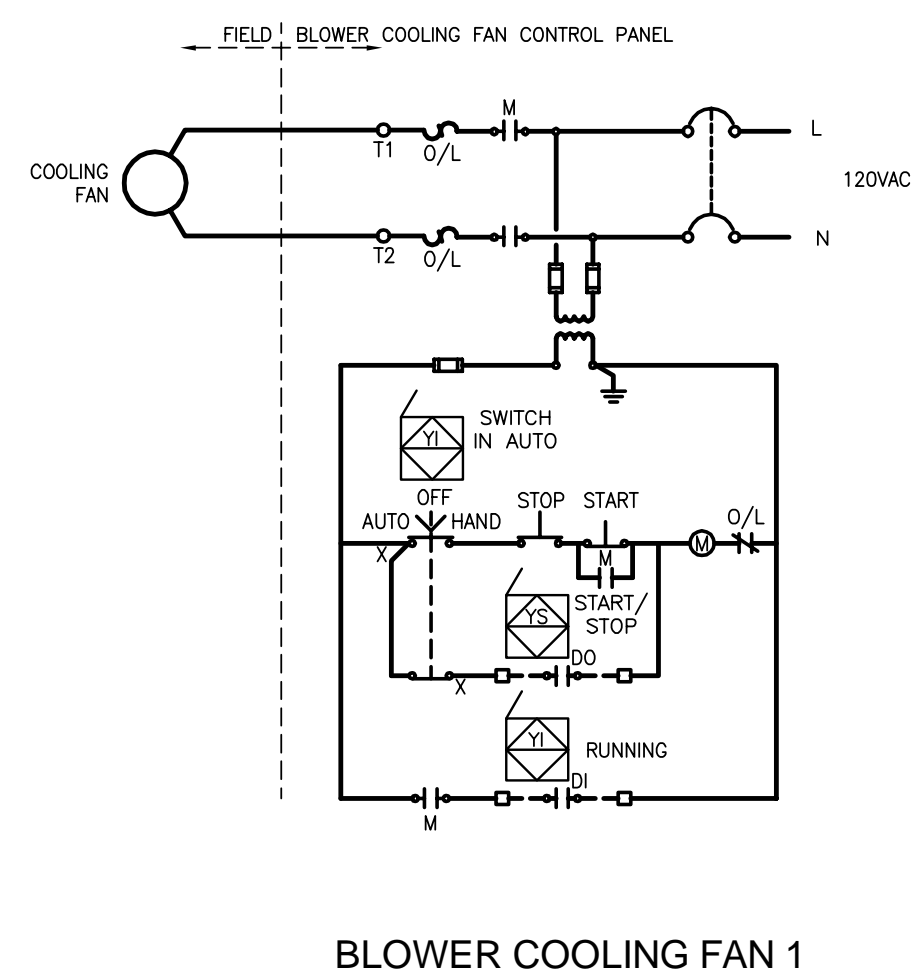 FIELD
BLOWER COOLING FAN CONTROL PANEL
M
L
T1
O/L
COOLING
FAN
120VAC
T2
O/L
N
YI
SWITCH
IN AUTO
OFF
AUTO
HAND
STOP
START
O/L
X
M
M
YS
START/
STOP
DO
X
YI
RUNNING
DI
M
BLOWER COOLING FAN 1